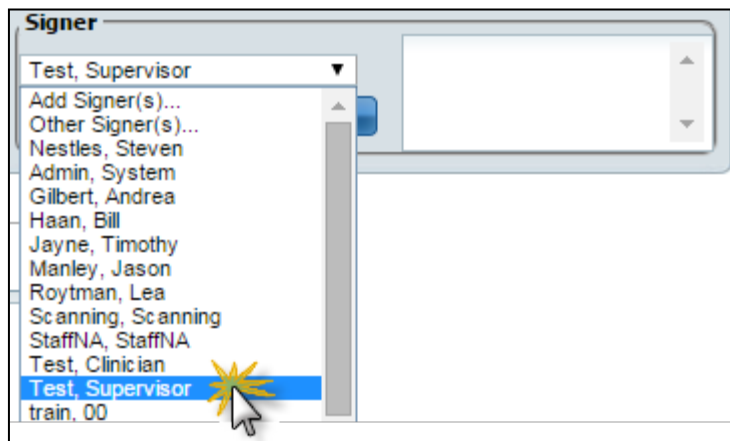 Signer
Test, Supervisor
Add Signer(s)...
Other Signer(s)...
Nestles, Steven
Admin, System
Gilbert, Andrea
Haan, Bill
Jayne, Timothy
Manley, Jason
Roytman, Lea
Scanning, Scanning
StaffNA, StaffNA
Test, Clinician
Test, Supervisor
train, 00